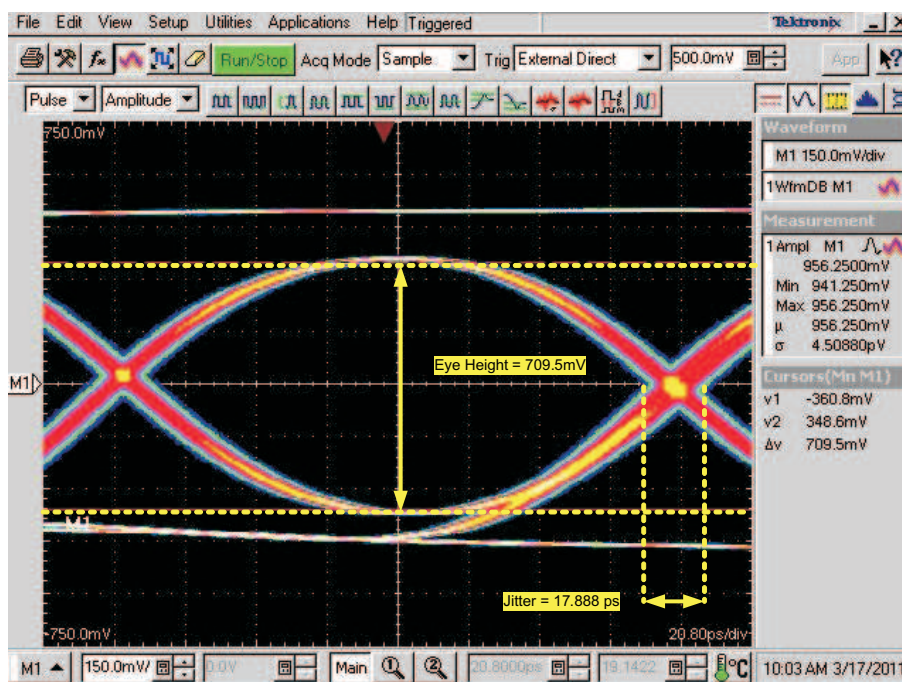 File Edit View Setup Utilities Applications Help Triggered Tektronix
Run/Stop Acq Mode Sample Trig External Direct 500.0mV App
Pulse Amplitude
750.0mV
Waveform
M1 150.0mV/div
1WfmDB M1
Measurement
1 Ampl M1
956.2500mV
Min 941.250mV
Max 956.250mV
μ 956.250mV
σ 4.50880pV
Eye Height = 709.5mV
M1
Cursors(Mn M1)
v1 -360.8mV
v2 348.6mV
Δv 709.5mV
M1
Jitter = 17.888 ps
-750.0mV
20.80ps/div
M1 150.0mV/ 0.0V Main 1 2 20.8000ps 19.1422 °C 10:03 AM 3/17/2011